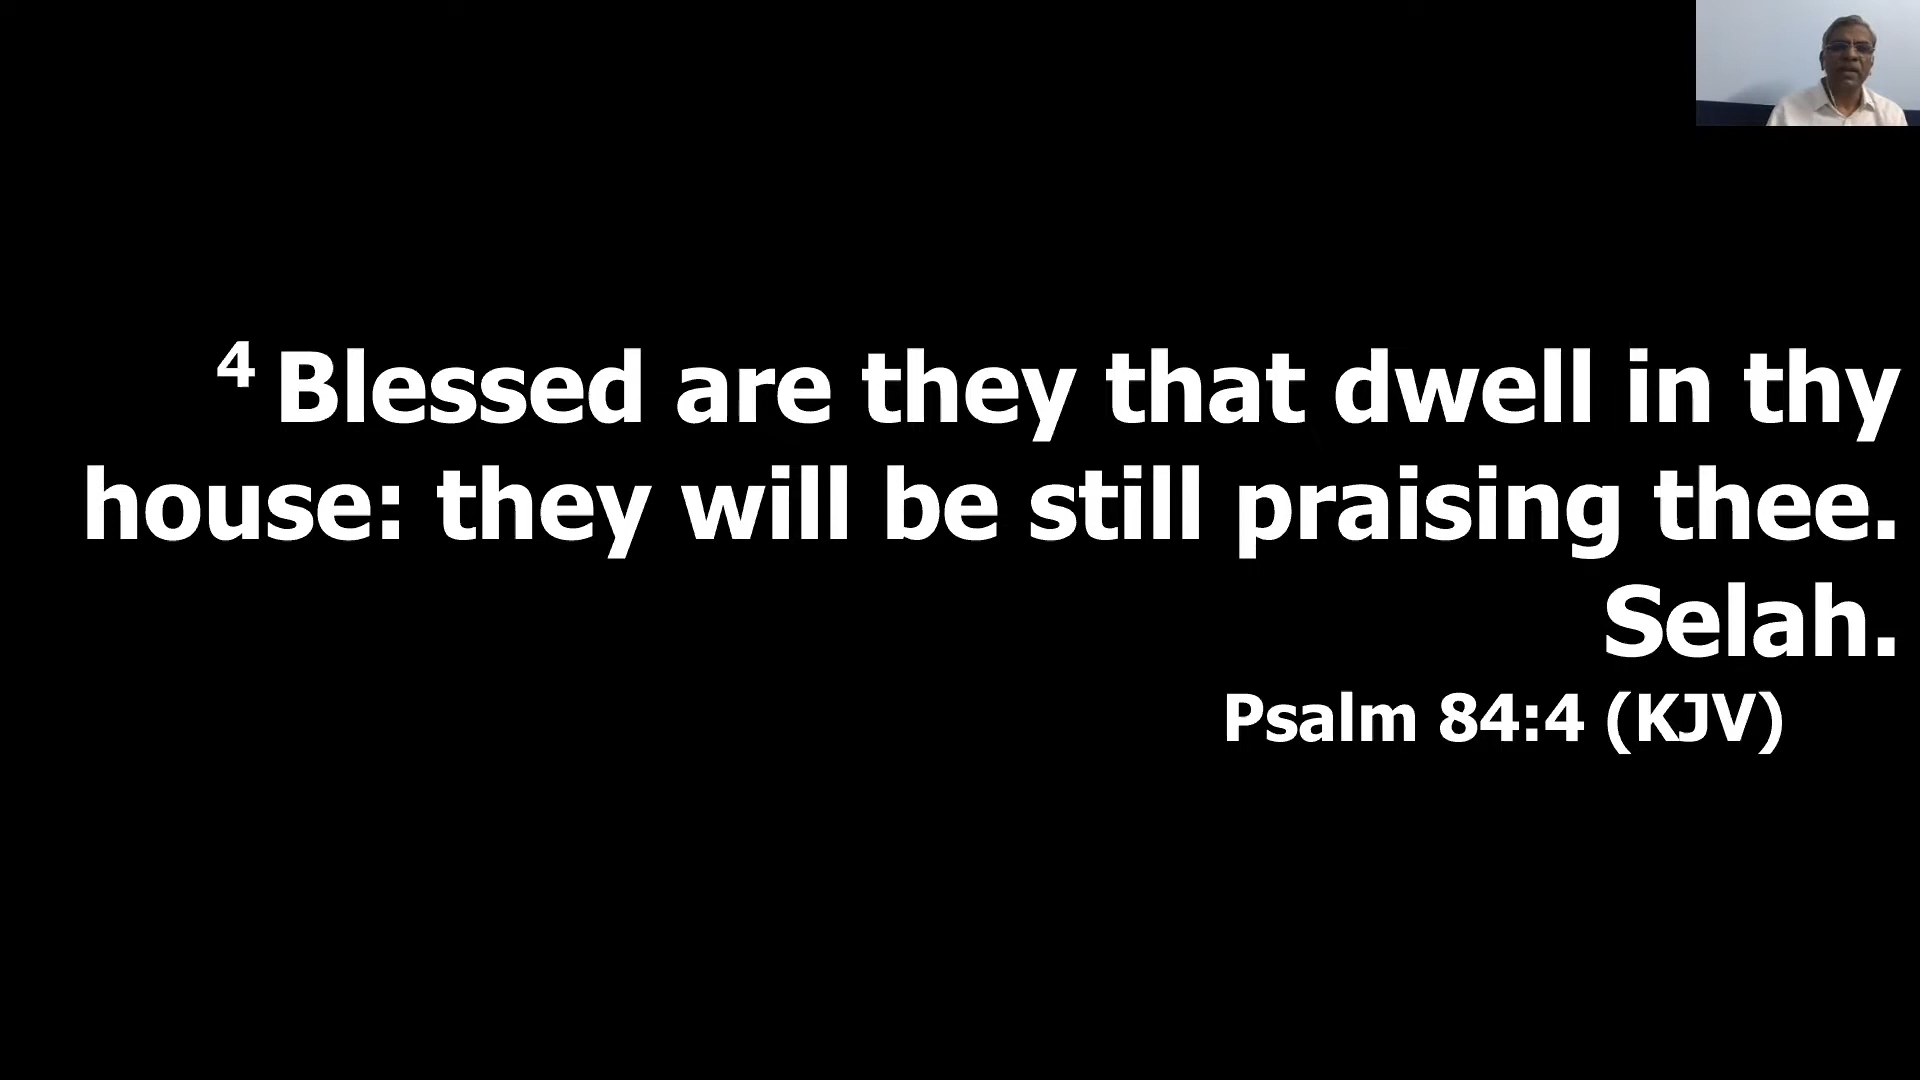 4 Blessed are they that dwell in thy
house: they will be still praising thee.
Selah.
Psalm 84:4 (KJV)